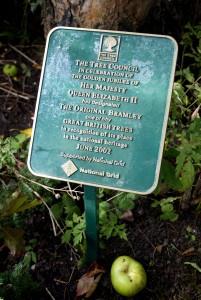 The Tree Council
in celebration of
the Golden Jubilee of
Her Majesty
Queen Elizabeth II
has designated
The Original Bramley
one of fifty
Great British Trees
in recognition of its place
in the national heritage
June 2002
Supported by National Grid
National Grid